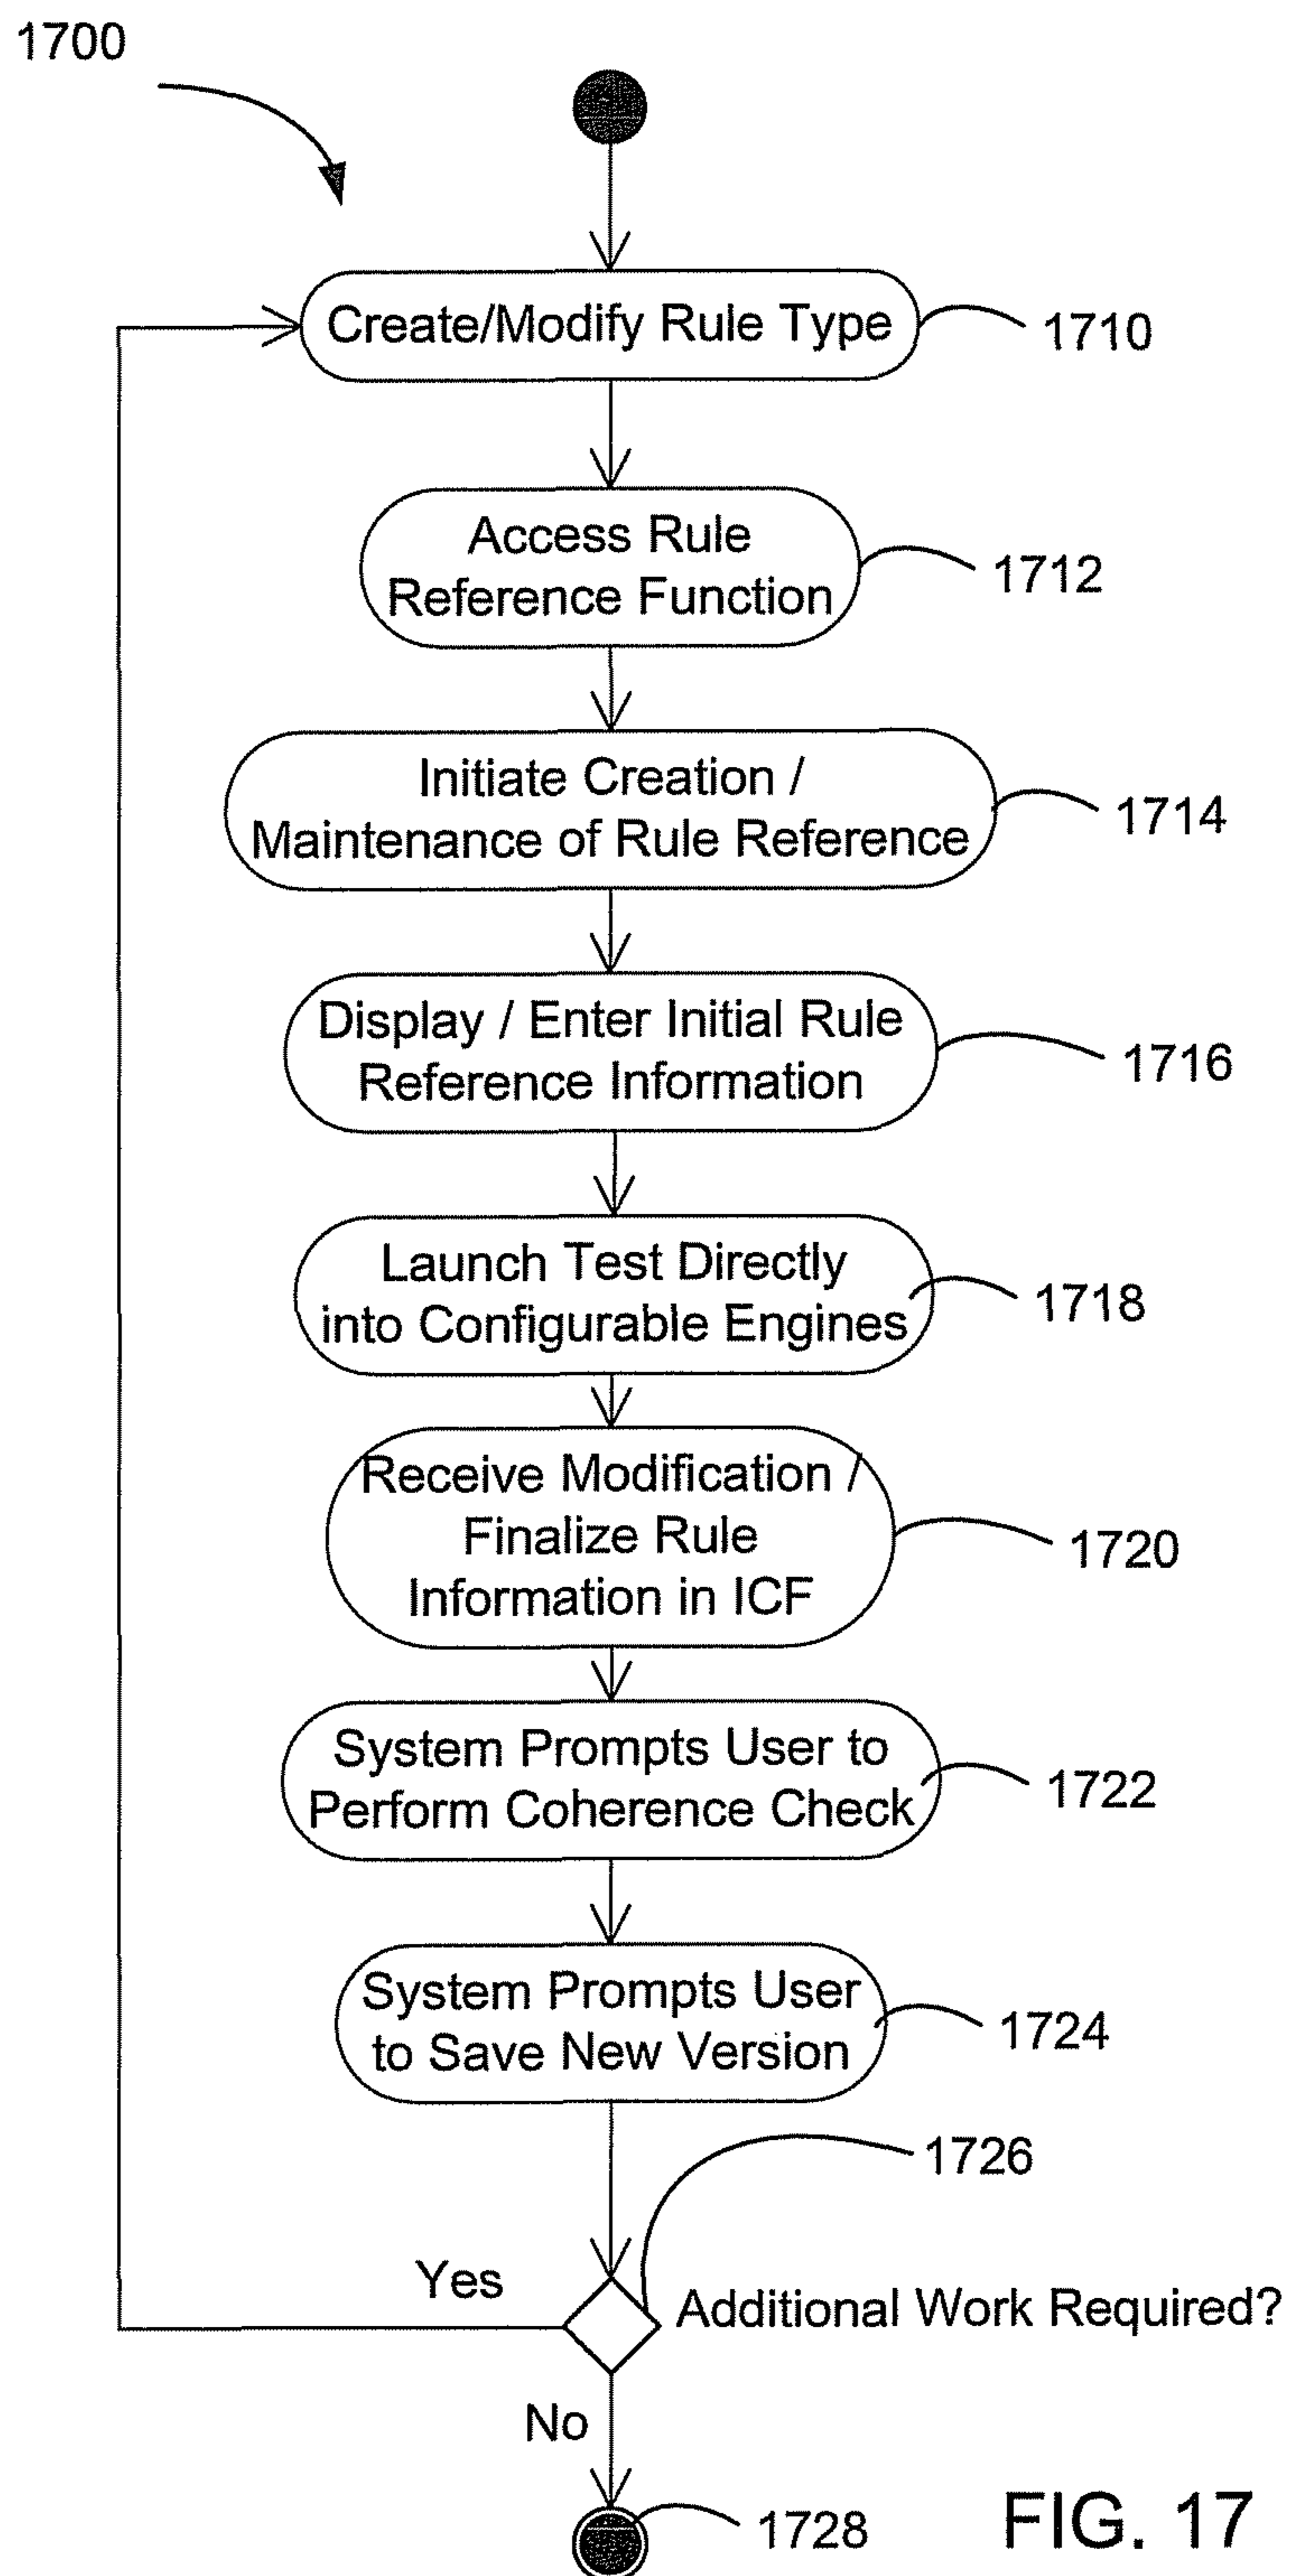 1700
Create/Modify Rule Type
1710
Access Rule
Reference Function
1712
Initiate Creation /
Maintenance of Rule Reference
1714
Display / Enter Initial Rule
Reference Information
1716
Launch Test Directly
into Configurable Engines
1718
Receive Modification /
Finalize Rule
Information in ICF
1720
System Prompts User to
Perform Coherence Check
1722
System Prompts User
to Save New Version
1724
1726
Yes
Additional Work Required?
No
1728
FIG. 17